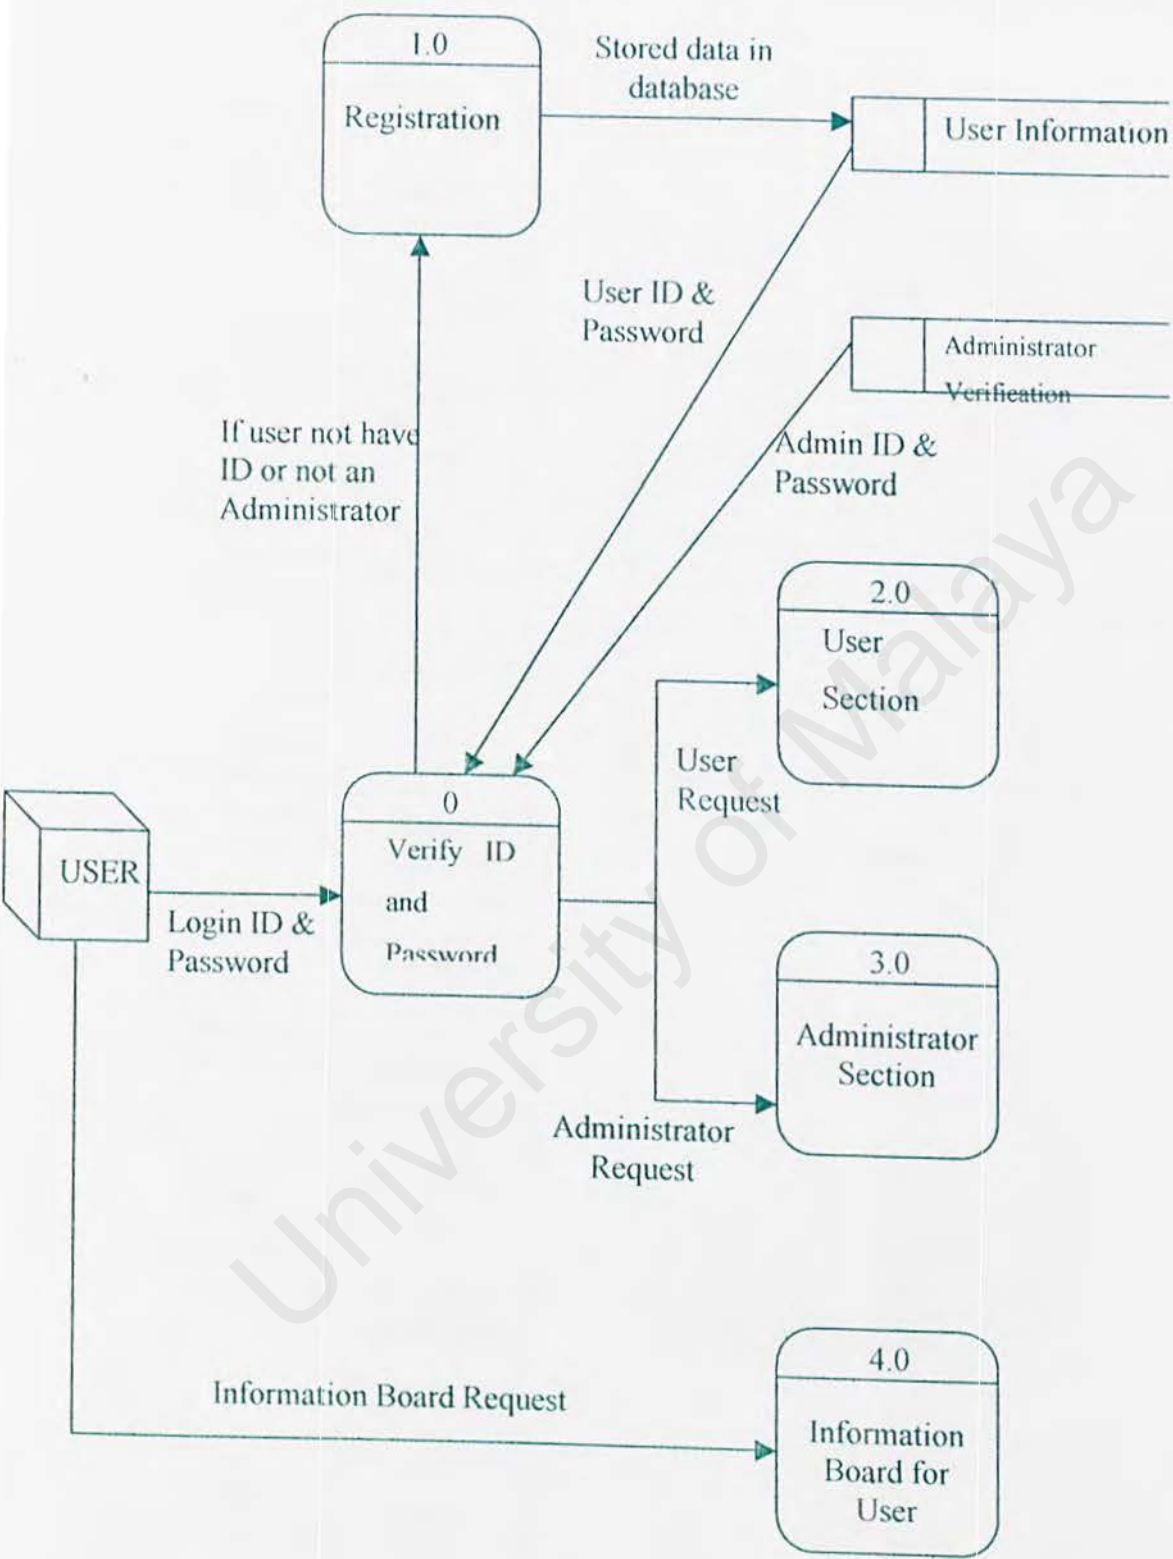 1.0
Registration
Stored data in
database
User Information
User ID &
Password
Administrator
Verification
If user not have
ID or not an
Administrator
Admin ID &
Password
2.0
User
Section
User
Request
0
Verify ID
and
Password
USER
Login ID &
Password
3.0
Administrator
Section
Administrator
Request
4.0
Information Board Request
Information
Board for
User
University of Malaya